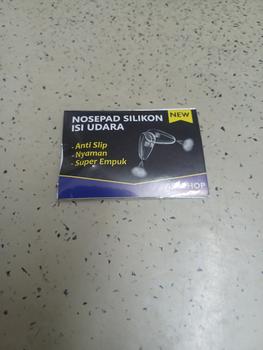 NOSEPAD SILIKON
ISI UDARA
NEW
- Anti Slip
- Nyaman
- Super Empuk